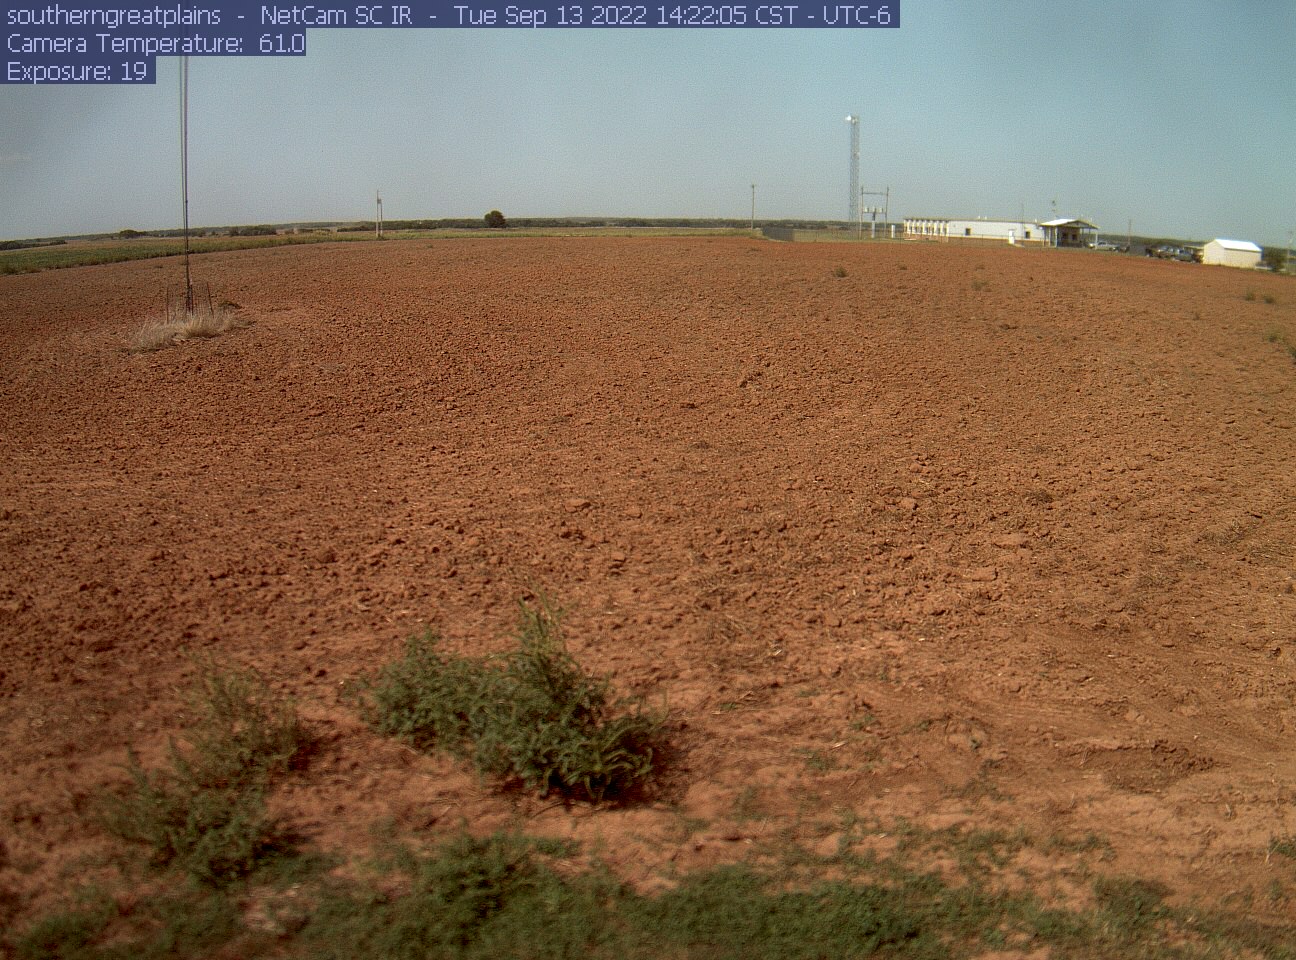 southerngreatplains - NetCam SC IR - Tue Sep 13 2022 14:22:05 CST - UTC-6
Camera Temperature: 61.0
Exposure: 19